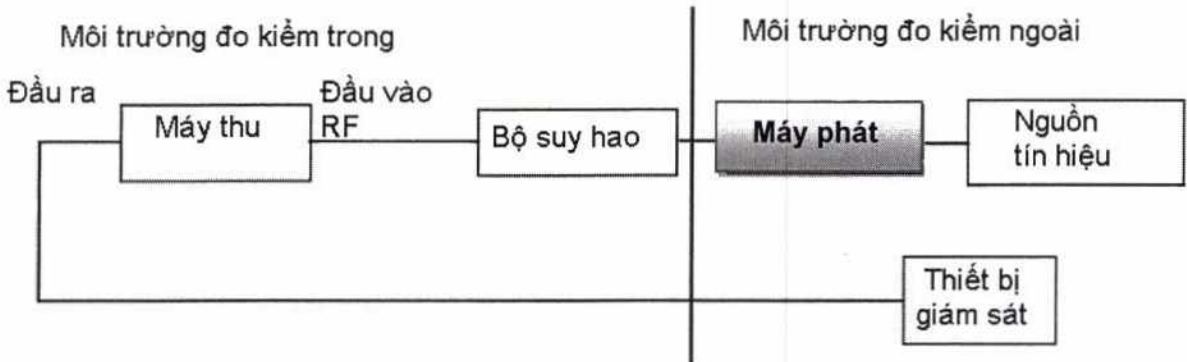 Môi trường đo kiểm trong
Môi trường đo kiểm ngoài
Đầu ra
Máy thu
Đầu vào
RF
Bộ suy hao
Máy phát
Nguồn
tín hiệu
Thiết bị
giám sát